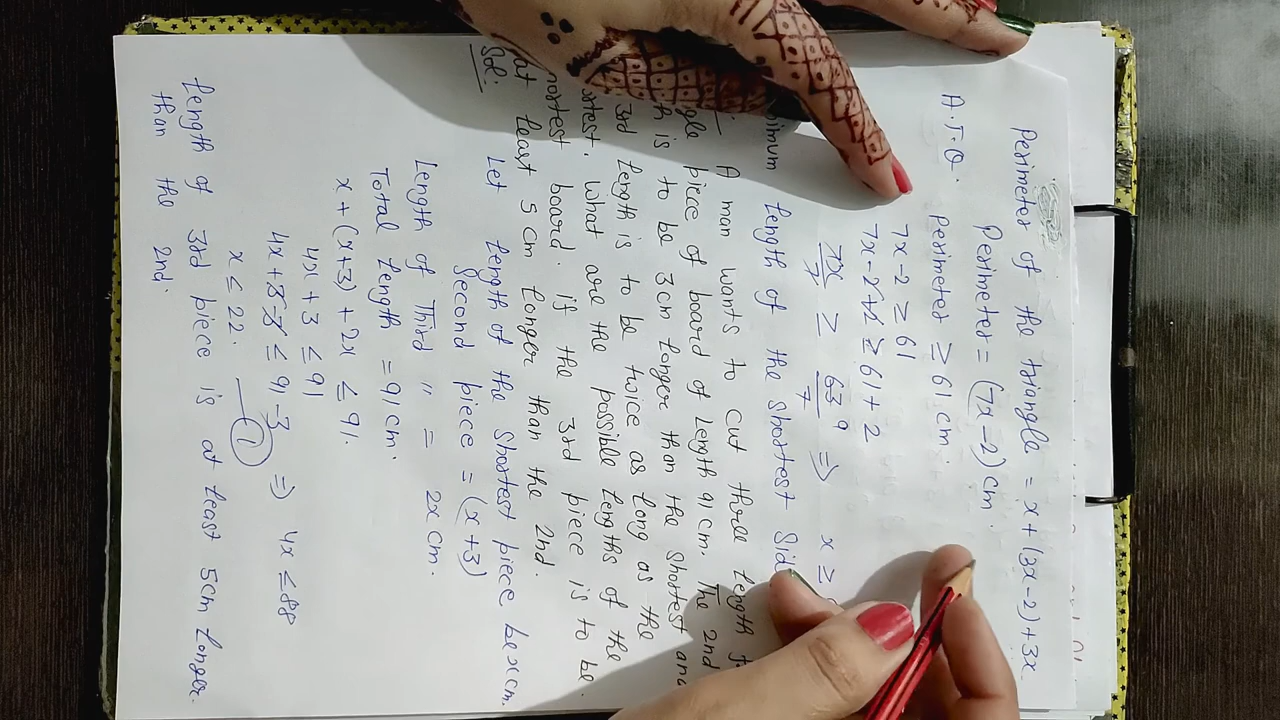 Perimeter of the triangle = x + (3x-2) + 3x
Perimeter = (7x-2) cm.
A.T.Q. Perimeter ≥ 61 cm.
7x-2 ≥ 61
7x-2+2 ≥ 61+2
7x/7 ≥ 63/7 9 ⇒ x ≥
Length of the shortest Sid
A man wants to cut three length
piece of board of length 91 cm. The 2nd
is to be 3cm longer than the shortest and
3rd length is to be twice as long as the
What are the possible lengths of the
board. if the 3rd piece is to be
at least 5 cm longer than the 2nd.
Sol: Let length of the shortest piece be x cm.
Second piece = (x+3)
Length of Third " = 2x cm.
Total length = 91 cm.
x + (x+3) + 2x ≤ 91.
4x + 3 ≤ 91
4x + 3 - 3 ≤ 91 - 3 ⇒ 4x ≤ 88
x ≤ 22. — 1
Length of 3rd piece is at least 5cm longer
than the 2nd.